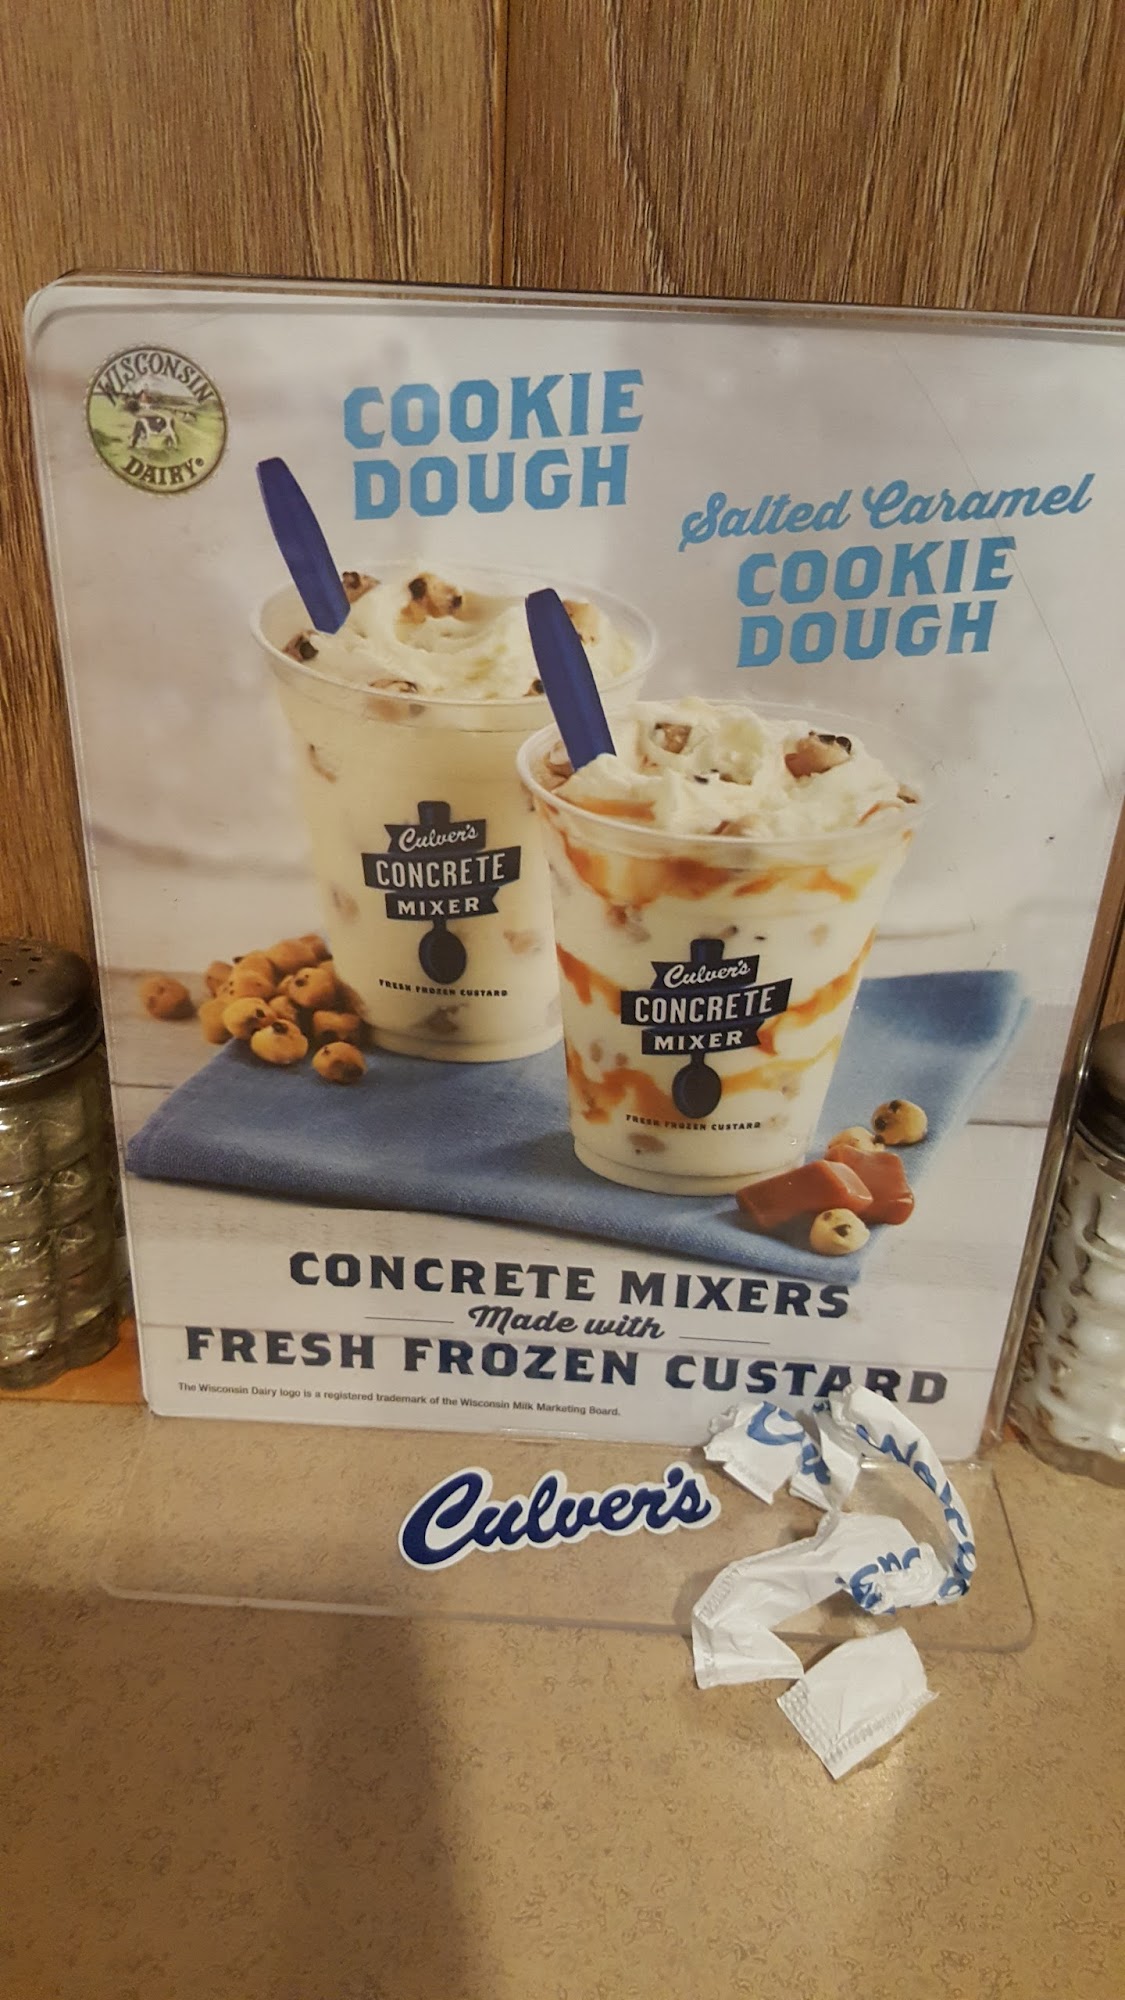 WISCONSIN
DAIRY®
COOKIE
DOUGH
Salted Caramel
COOKIE
DOUGH
Culver's
CONCRETE
MIXER
FRESH FROZEN CUSTARD
Culver's
CONCRETE
MIXER
FRESH FROZEN CUSTARD
CONCRETE MIXERS
Made with
FRESH FROZEN CUSTARD
The Wisconsin Dairy logo is a registered trademark of the Wisconsin Milk Marketing Board.
Culver's